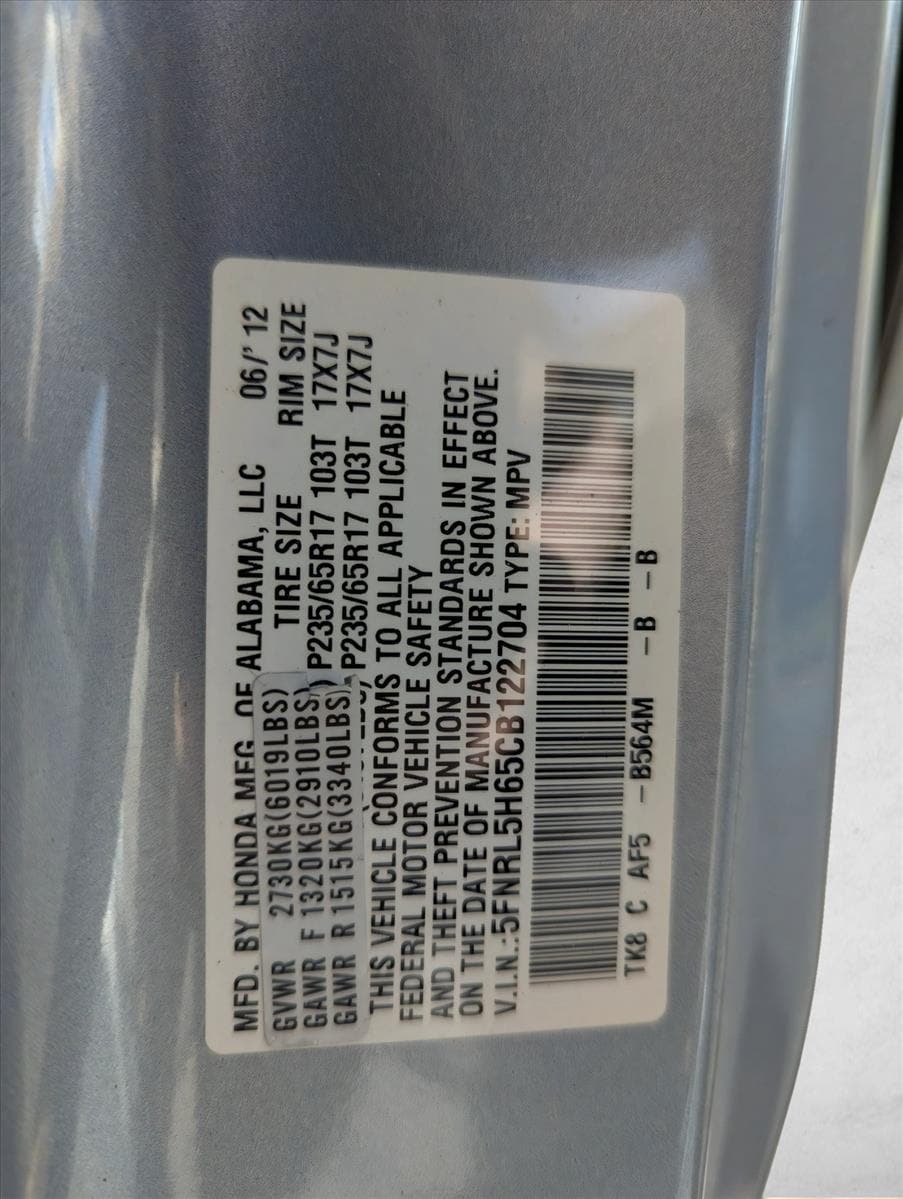 MFD. BY HONDA MFG. OF ALABAMA, LLC 06/'12
GVWR 2730KG(6019LBS) TIRE SIZE RIM SIZE
GAWR F 1320KG(2910LBS) P235/65R17 103T 17X7J
GAWR R 1515KG(3340LBS) P235/65R17 103T 17X7J
THIS VEHICLE CONFORMS TO ALL APPLICABLE
FEDERAL MOTOR VEHICLE SAFETY
AND THEFT PREVENTION STANDARDS IN EFFECT
ON THE DATE OF MANUFACTURE SHOWN ABOVE.
V.I.N.:5FNRL5H65CB122704 TYPE: MPV
TK8 C AF5 -B564M -B -B